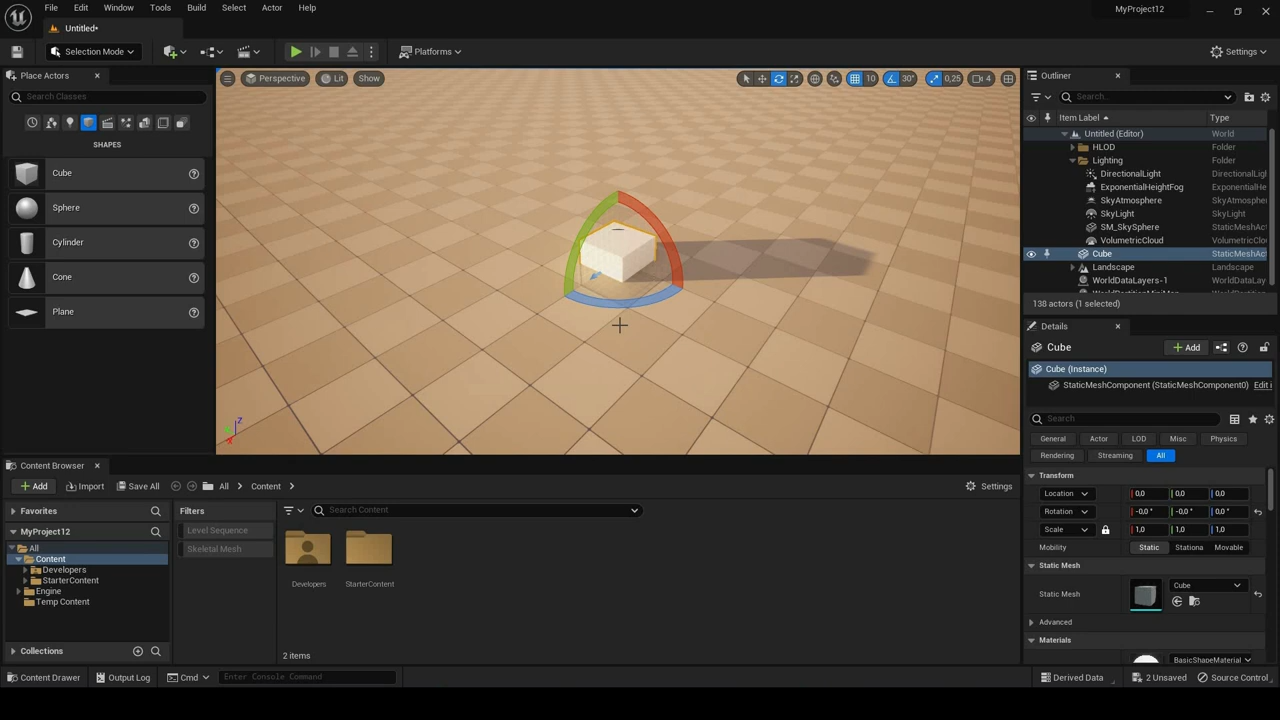 File Edit Window Tools Build Select Actor Help
MyProject12
Untitled*
Selection Mode
Platforms
Settings
Place Actors
Search Classes
SHAPES
Cube
Sphere
Cylinder
Cone
Plane
Perspective Lit Show
10 30° 0,25 4
Outliner
Search...
Item Label Type
Untitled (Editor) World
HLOD Folder
Lighting Folder
DirectionalLight DirectionalLigh
ExponentialHeightFog ExponentialHe
SkyAtmosphere SkyAtmosphere
SkyLight SkyLight
SM_SkySphere StaticMeshAct
VolumetricCloud VolumetricCloud
Cube StaticMeshAct
Landscape Landscape
WorldDataLayers-1 WorldDataLay
138 actors (1 selected)
Details
Cube
Add
Cube (Instance)
StaticMeshComponent (StaticMeshComponent0) Edit i
Search
General Actor LOD Misc Physics
Rendering Streaming All
Transform
Location 0,0 0,0 0,0
Rotation -0,0 ° -0,0 ° 0,0 °
Scale 1,0 1,0 1,0
Mobility Static Stationa Movable
Static Mesh
Static Mesh Cube
Advanced
Materials
BasicShapeMaterial
Z
X
Content Browser
Add Import Save All All Content
Settings
Favorites
MyProject12
All
Content
Developers
StarterContent
Engine
Temp Content
Collections
Filters
Level Sequence
Skeletal Mesh
Search Content
Developers StarterContent
2 items
Content Drawer Output Log Cmd Enter Console Command
Derived Data 2 Unsaved Source Control